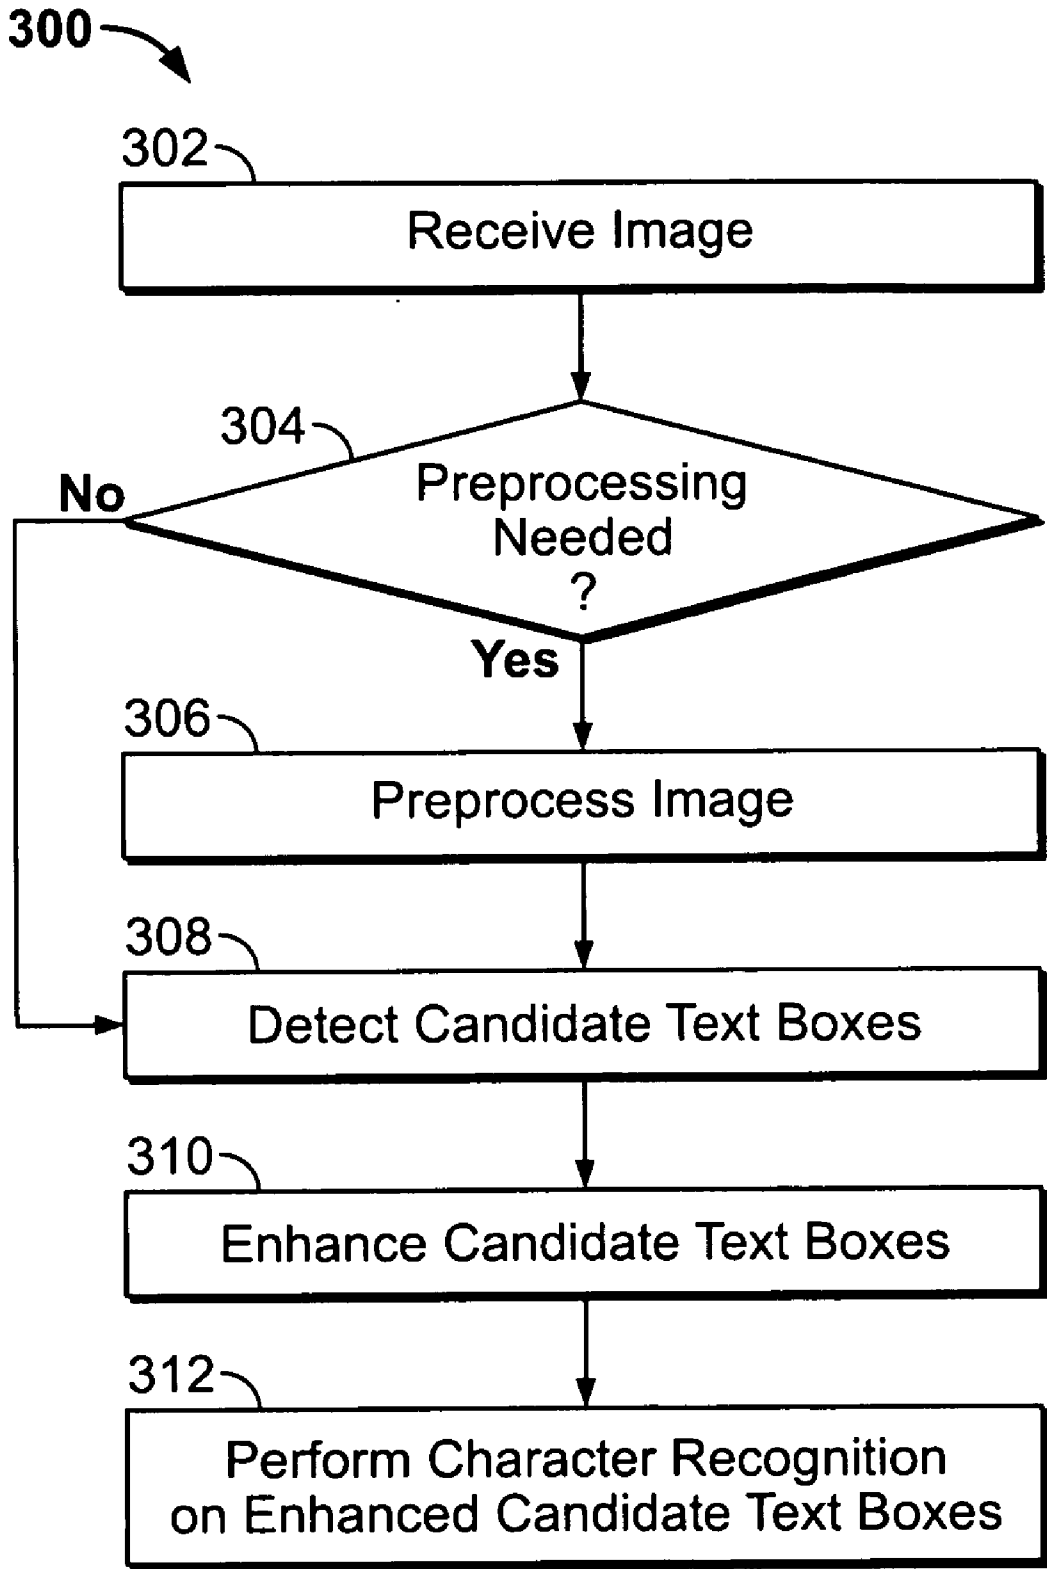 300
302
Receive Image
304
No
Preprocessing
Needed
?
Yes
306
Preprocess Image
308
Detect Candidate Text Boxes
310
Enhance Candidate Text Boxes
312
Perform Character Recognition
on Enhanced Candidate Text Boxes